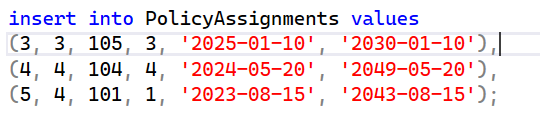 insert into PolicyAssignments values
(3, 3, 105, 3, '2025-01-10', '2030-01-10'),
(4, 4, 104, 4, '2024-05-20', '2049-05-20'),
(5, 4, 101, 1, '2023-08-15', '2043-08-15');